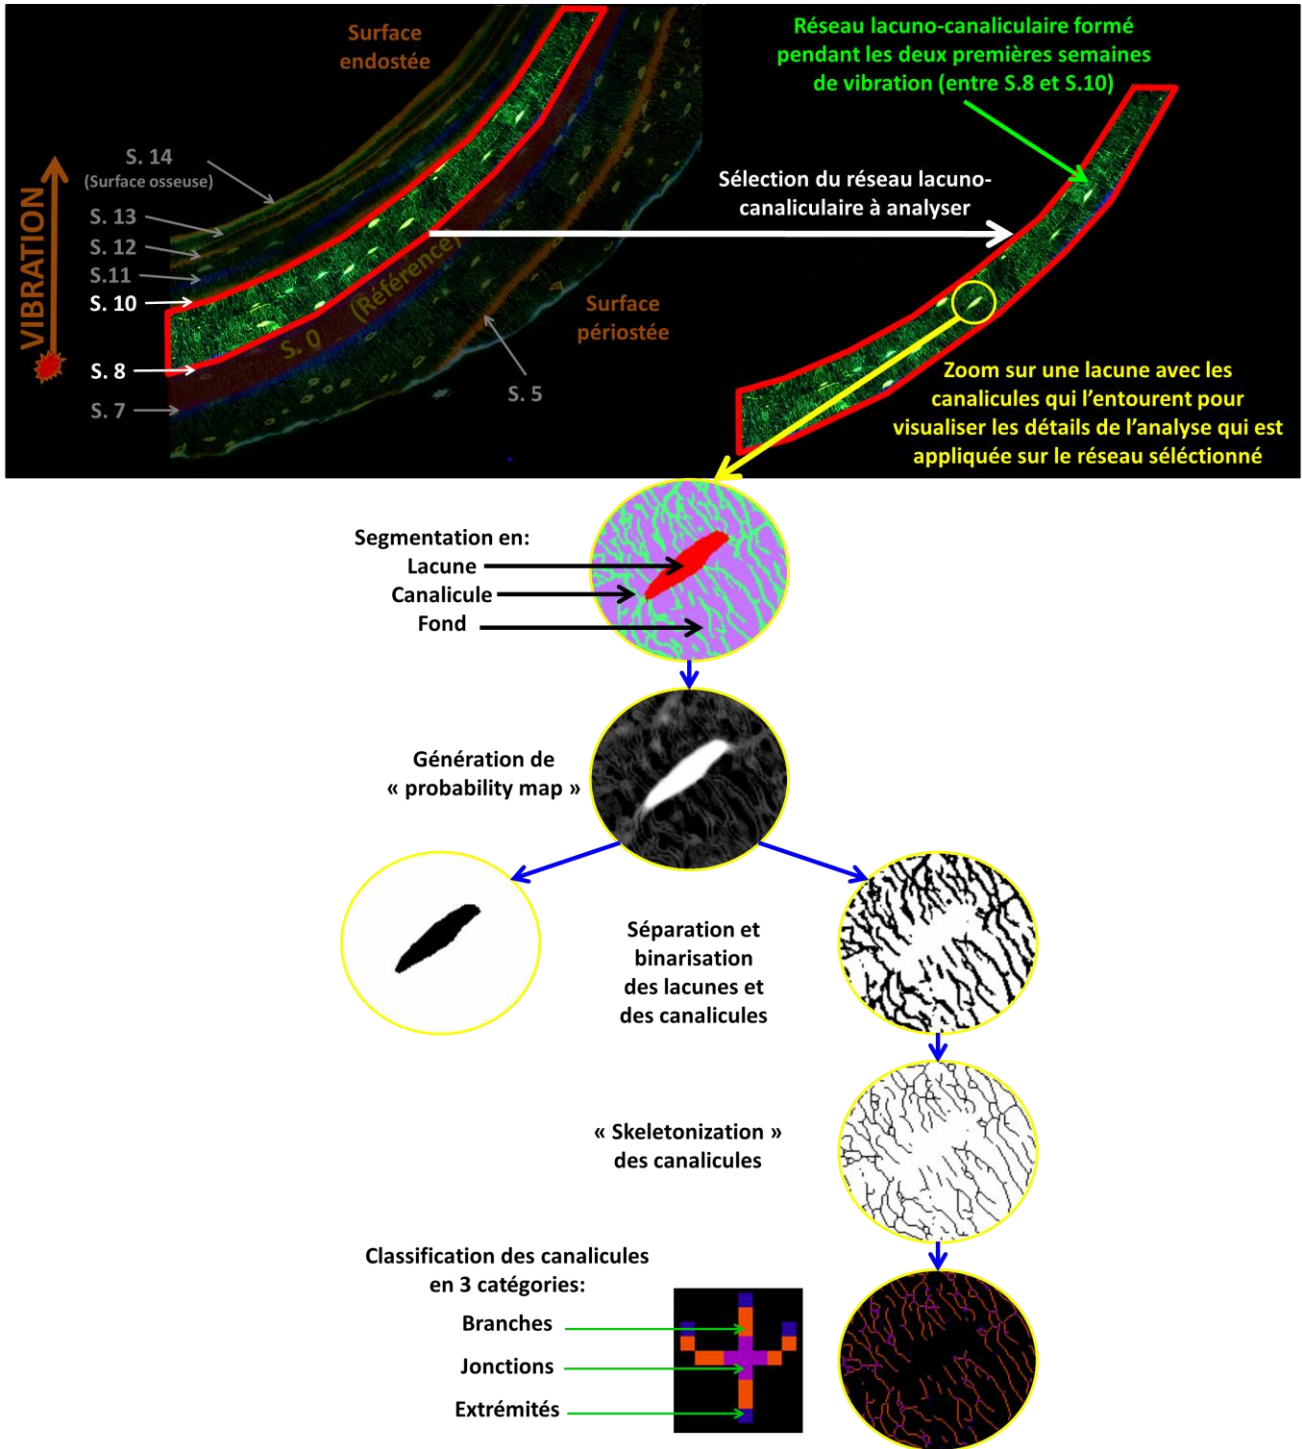 Surface
endostée
Réseau lacuno-canaliculaire formé
pendant les deux premières semaines
de vibration (entre S.8 et S.10)
S. 14
(Surface osseuse)
S. 13
S. 12
S.11
S. 10
S. 8
S. 7
VIBRATION
S. 0 (Référence)
S. 5
Surface
périostée
Sélection du réseau lacuno-
canaliculaire à analyser
Zoom sur une lacune avec les
canalicules qui l'entourent pour
visualiser les détails de l'analyse qui est
appliquée sur le réseau séléctionné
Segmentation en:
Lacune
Canalicule
Fond
Génération de
« probability map »
Séparation et
binarisation
des lacunes et
des canalicules
« Skeletonization »
des canalicules
Classification des canalicules
en 3 catégories:
Branches
Jonctions
Extrémités